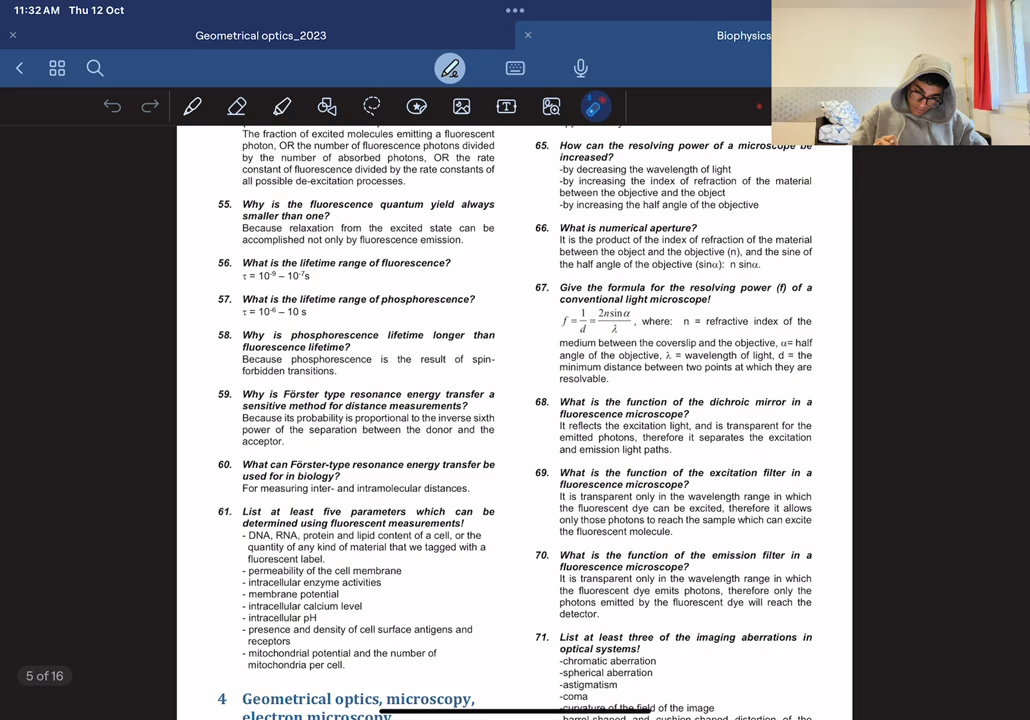 11:32 AM Thu 12 Oct
Geometrical optics_2023
Biophysics
The fraction of excited molecules emitting a fluorescent
photon, OR the number of fluorescence photons divided
by the number of absorbed photons, OR the rate
constant of fluorescence divided by the rate constants of
all possible de-excitation processes.
55. Why is the fluorescence quantum yield always
smaller than one?
Because relaxation from the excited state can be
accomplished not only by fluorescence emission.
56. What is the lifetime range of fluorescence?
τ = 10⁻⁹ – 10⁻⁷s
57. What is the lifetime range of phosphorescence?
τ = 10⁻⁶ – 10 s
58. Why is phosphorescence lifetime longer than
fluorescence lifetime?
Because phosphorescence is the result of spin-
forbidden transitions.
59. Why is Förster type resonance energy transfer a
sensitive method for distance measurements?
Because its probability is proportional to the inverse sixth
power of the separation between the donor and the
acceptor.
60. What can Förster-type resonance energy transfer be
used for in biology?
For measuring inter- and intramolecular distances.
61. List at least five parameters which can be
determined using fluorescent measurements!
- DNA, RNA, protein and lipid content of a cell, or the
quantity of any kind of material that we tagged with a
fluorescent label.
- permeability of the cell membrane
- intracellular enzyme activities
- membrane potential
- intracellular calcium level
- intracellular pH
- presence and density of cell surface antigens and
receptors
- mitochondrial potential and the number of
mitochondria per cell.
4 Geometrical optics, microscopy,
electron microscopy
65. How can the resolving power of a microscope be
increased?
-by decreasing the wavelength of light
-by increasing the index of refraction of the material
between the objective and the object
-by increasing the half angle of the objective
66. What is numerical aperture?
It is the product of the index of refraction of the material
between the object and the objective (n), and the sine of
the half angle of the objective (sinα): n sinα.
67. Give the formula for the resolving power (f) of a
conventional light microscope!
f = 1/d = 2n sin α/λ, where: n = refractive index of the
medium between the coverslip and the objective, α= half
angle of the objective, λ = wavelength of light, d = the
minimum distance between two points at which they are
resolvable.
68. What is the function of the dichroic mirror in a
fluorescence microscope?
It reflects the excitation light, and is transparent for the
emitted photons, therefore it separates the excitation
and emission light paths.
69. What is the function of the excitation filter in a
fluorescence microscope?
It is transparent only in the wavelength range in which
the fluorescent dye can be excited, therefore it allows
only those photons to reach the sample which can excite
the fluorescent molecule.
70. What is the function of the emission filter in a
fluorescence microscope?
It is transparent only in the wavelength range in which
the fluorescent dye emits photons, therefore only the
photons emitted by the fluorescent dye will reach the
detector.
71. List at least three of the imaging aberrations in
optical systems!
-chromatic aberration
-spherical aberration
-astigmatism
-coma
-curvature of the field of the image
-barrel-shaped and cushion-shaped distortion of the
5 of 16